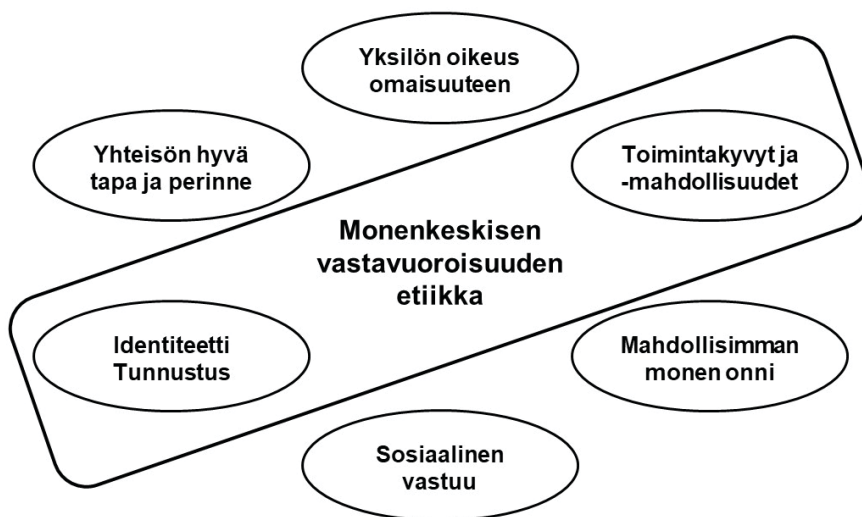 Yksilön oikeus
omaisuuteen
Yhteisön hyvä
tapa ja perinne
Toimintakyvyt ja
-mahdollisuudet
Monenkeskisen
vastavuoroisuuden
etiikka
Identiteetti
Tunnustus
Mahdollisimman
monen onni
Sosiaalinen
vastuu